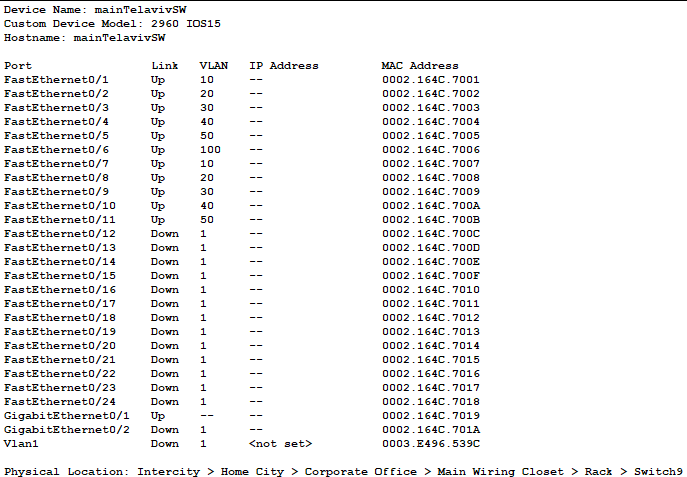 Device Name: mainTelavivSW
Custom Device Model: 2960 IOS15
Hostname: mainTelavivSW
Port Link VLAN IP Address MAC Address
FastEthernet0/1 Up 10 -- 0002.164C.7001
FastEthernet0/2 Up 20 -- 0002.164C.7002
FastEthernet0/3 Up 30 -- 0002.164C.7003
FastEthernet0/4 Up 40 -- 0002.164C.7004
FastEthernet0/5 Up 50 -- 0002.164C.7005
FastEthernet0/6 Up 100 -- 0002.164C.7006
FastEthernet0/7 Up 10 -- 0002.164C.7007
FastEthernet0/8 Up 20 -- 0002.164C.7008
FastEthernet0/9 Up 30 -- 0002.164C.7009
FastEthernet0/10 Up 40 -- 0002.164C.700A
FastEthernet0/11 Up 50 -- 0002.164C.700B
FastEthernet0/12 Down 1 -- 0002.164C.700C
FastEthernet0/13 Down 1 -- 0002.164C.700D
FastEthernet0/14 Down 1 -- 0002.164C.700E
FastEthernet0/15 Down 1 -- 0002.164C.700F
FastEthernet0/16 Down 1 -- 0002.164C.7010
FastEthernet0/17 Down 1 -- 0002.164C.7011
FastEthernet0/18 Down 1 -- 0002.164C.7012
FastEthernet0/19 Down 1 -- 0002.164C.7013
FastEthernet0/20 Down 1 -- 0002.164C.7014
FastEthernet0/21 Down 1 -- 0002.164C.7015
FastEthernet0/22 Down 1 -- 0002.164C.7016
FastEthernet0/23 Down 1 -- 0002.164C.7017
FastEthernet0/24 Down 1 -- 0002.164C.7018
GigabitEthernet0/1 Up -- -- 0002.164C.7019
GigabitEthernet0/2 Down 1 -- 0002.164C.701A
Vlan1 Down 1 <not set> 0003.E496.539C
Physical Location: Intercity > Home City > Corporate Office > Main Wiring Closet > Rack > Switch9